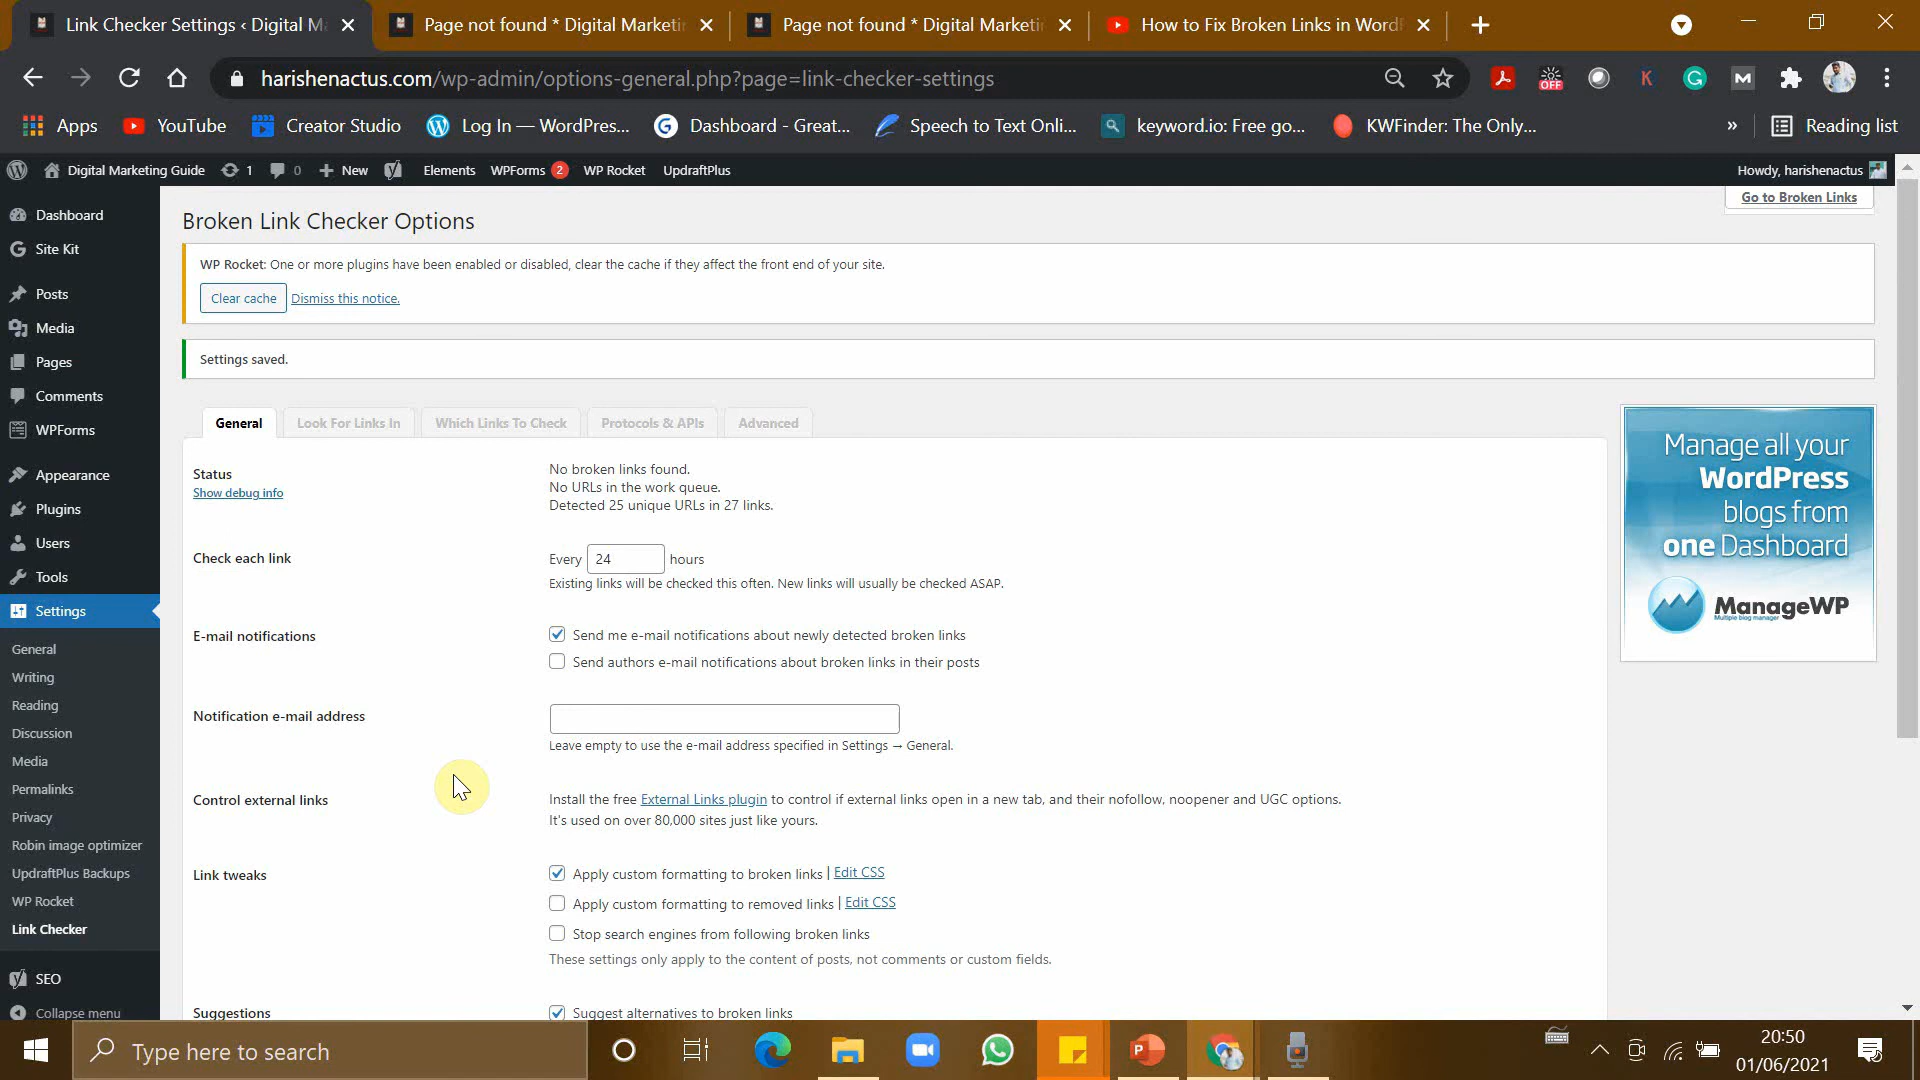 Link Checker Settings ‹ Digital M
Page not found * Digital Marketi
Page not found * Digital Marketi
How to Fix Broken Links in WordP
harishenactus.com/wp-admin/options-general.php?page=link-checker-settings
OFF
K
Apps
YouTube
Creator Studio
Log In — WordPres...
Dashboard - Great...
Speech to Text Onli...
keyword.io: Free go...
KWFinder: The Only...
»
Reading list
Digital Marketing Guide
1
0
New
Elements
WPForms 2
WP Rocket
UpdraftPlus
Howdy, harishenactus
Go to Broken Links
Dashboard
Site Kit
Posts
Media
Pages
Comments
WPForms
Appearance
Plugins
Users
Tools
Settings
General
Writing
Reading
Discussion
Media
Permalinks
Privacy
Robin image optimizer
UpdraftPlus Backups
WP Rocket
Link Checker
SEO
Collapse menu
Broken Link Checker Options
WP Rocket: One or more plugins have been enabled or disabled, clear the cache if they affect the front end of your site.
Clear cache
Dismiss this notice.
Settings saved.
General
Look For Links In
Which Links To Check
Protocols & APIs
Advanced
Status
Show debug info
No broken links found.
No URLs in the work queue.
Detected 25 unique URLs in 27 links.
Check each link
Every 24 hours
Existing links will be checked this often. New links will usually be checked ASAP.
E-mail notifications
Send me e-mail notifications about newly detected broken links
Send authors e-mail notifications about broken links in their posts
Notification e-mail address
Leave empty to use the e-mail address specified in Settings → General.
Control external links
Install the free External Links plugin to control if external links open in a new tab, and their nofollow, noopener and UGC options.
It's used on over 80,000 sites just like yours.
Link tweaks
Apply custom formatting to broken links | Edit CSS
Apply custom formatting to removed links | Edit CSS
Stop search engines from following broken links
These settings only apply to the content of posts, not comments or custom fields.
Suggestions
Suggest alternatives to broken links
Manage all your
WordPress
blogs from
one Dashboard
ManageWP
Multiple blog manager
Type here to search
20:50
01/06/2021